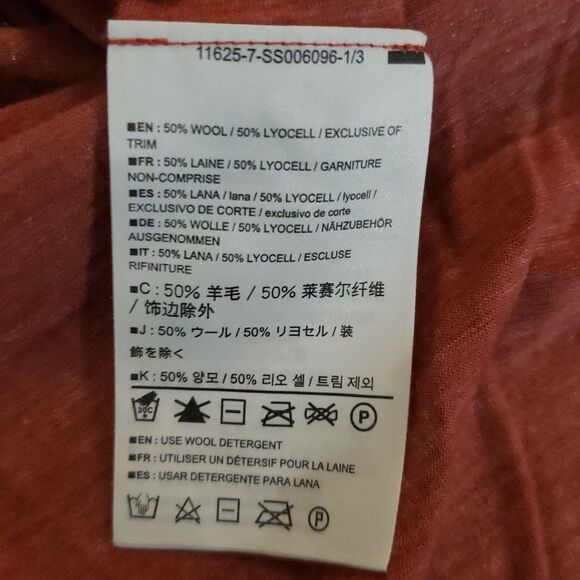 11625-7-SS006096-1/3
■EN : 50% WOOL / 50% LYOCELL / EXCLUSIVE OF
TRIM
■FR : 50% LAINE / 50% LYOCELL / GARNITURE
NON-COMPRISE
■ES : 50% LANA / lana / 50% LYOCELL / lyocell /
EXCLUSIVO DE CORTE / exclusivo de corte
■DE : 50% WOLLE / 50% LYOCELL / NÄHZUBEHÖR
AUSGENOMMEN
■IT : 50% LANA / 50% LYOCELL / ESCLUSE
RIFINITURE
■C : 50% 羊毛 / 50% 莱赛尔纤维
/ 饰边除外
■J : 50% ウール / 50% リヨセル / 装
飾を除く
■K : 50% 양모 / 50% 리오 셀 / 트림 제외
30C P
■EN : USE WOOL DETERGENT
■FR : UTILISER UN DÉTERSIF POUR LA LAINE
■ES : USAR DETERGENTE PARA LANA
P